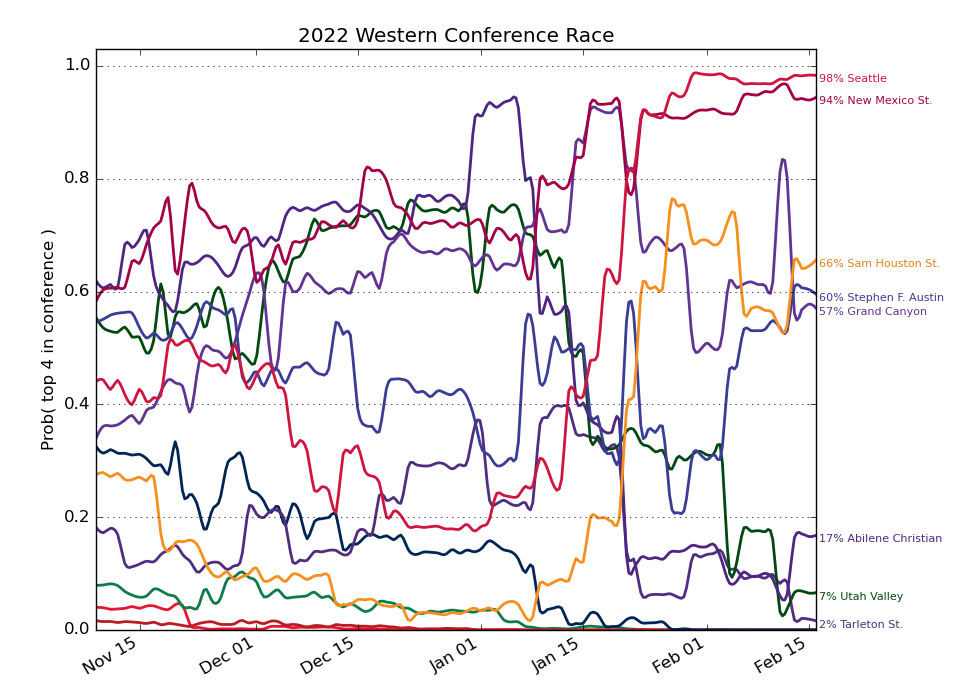 2022 Western Conference Race
Prob( top 4 in conference )
1.0
0.8
0.6
0.4
0.2
0.0
Nov 15
Dec 01
Dec 15
Jan 01
Jan 15
Feb 01
Feb 15
98% Seattle
94% New Mexico St.
66% Sam Houston St.
60% Stephen F. Austin
57% Grand Canyon
17% Abilene Christian
7% Utah Valley
2% Tarleton St.